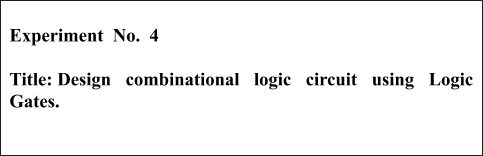 Experiment No. 4
Title: Design combinational logic circuit using Logic
Gates.